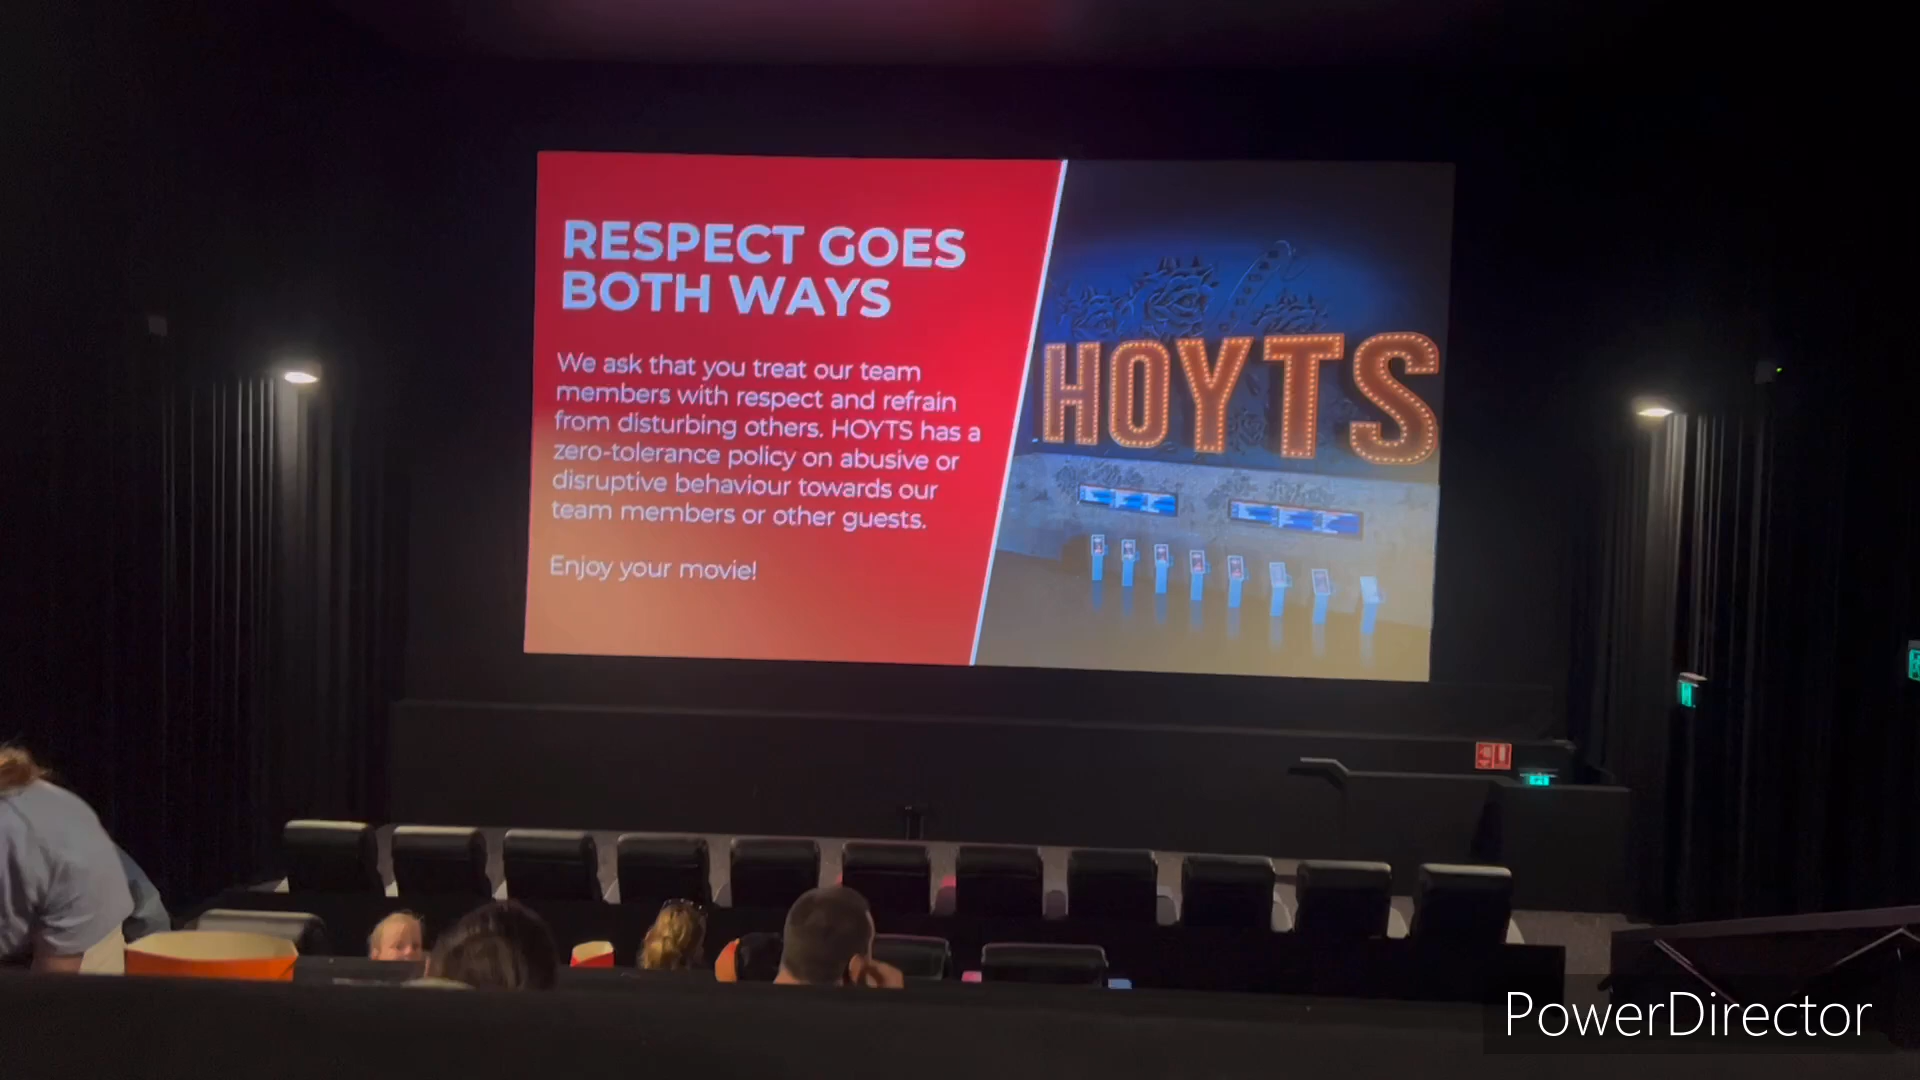 RESPECT GOES
BOTH WAYS
We ask that you treat our team
members with respect and refrain
from disturbing others. HOYTS has a
zero-tolerance policy on abusive or
disruptive behaviour towards our
team members or other guests.
Enjoy your movie!
HOYTS
PowerDirector